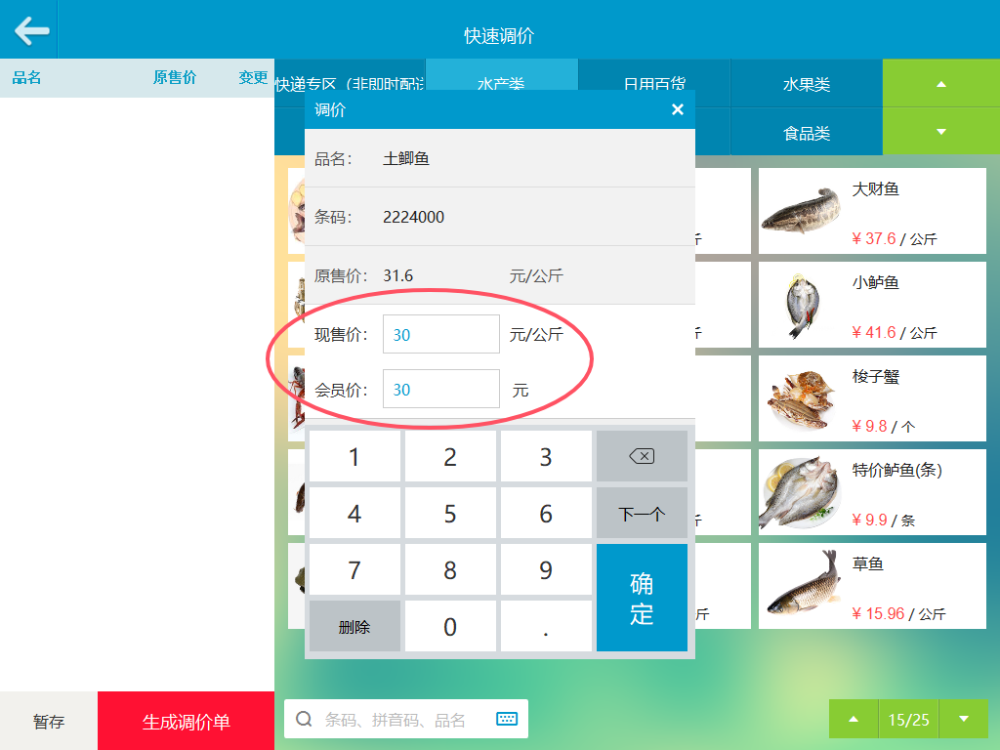 快速调价
品名 原售价 变更
快递专区（非即时配送 水产类 日用百货 水果类
食品类
调价 ×
品名： 土鲫鱼
条码： 2224000
原售价： 31.6 元/公斤
现售价： 30 元/公斤
会员价： 30 元
1 2 3
4 5 6 下一个
7 8 9 确定
删除 0 .
大财鱼
¥ 37.6 / 公斤
小鲈鱼
¥ 41.6 / 公斤
梭子蟹
¥ 9.8 / 个
特价鲈鱼(条)
¥ 9.9 / 条
草鱼
¥ 15.96 / 公斤
暂存 生成调价单 条码、拼音码、品名 15/25